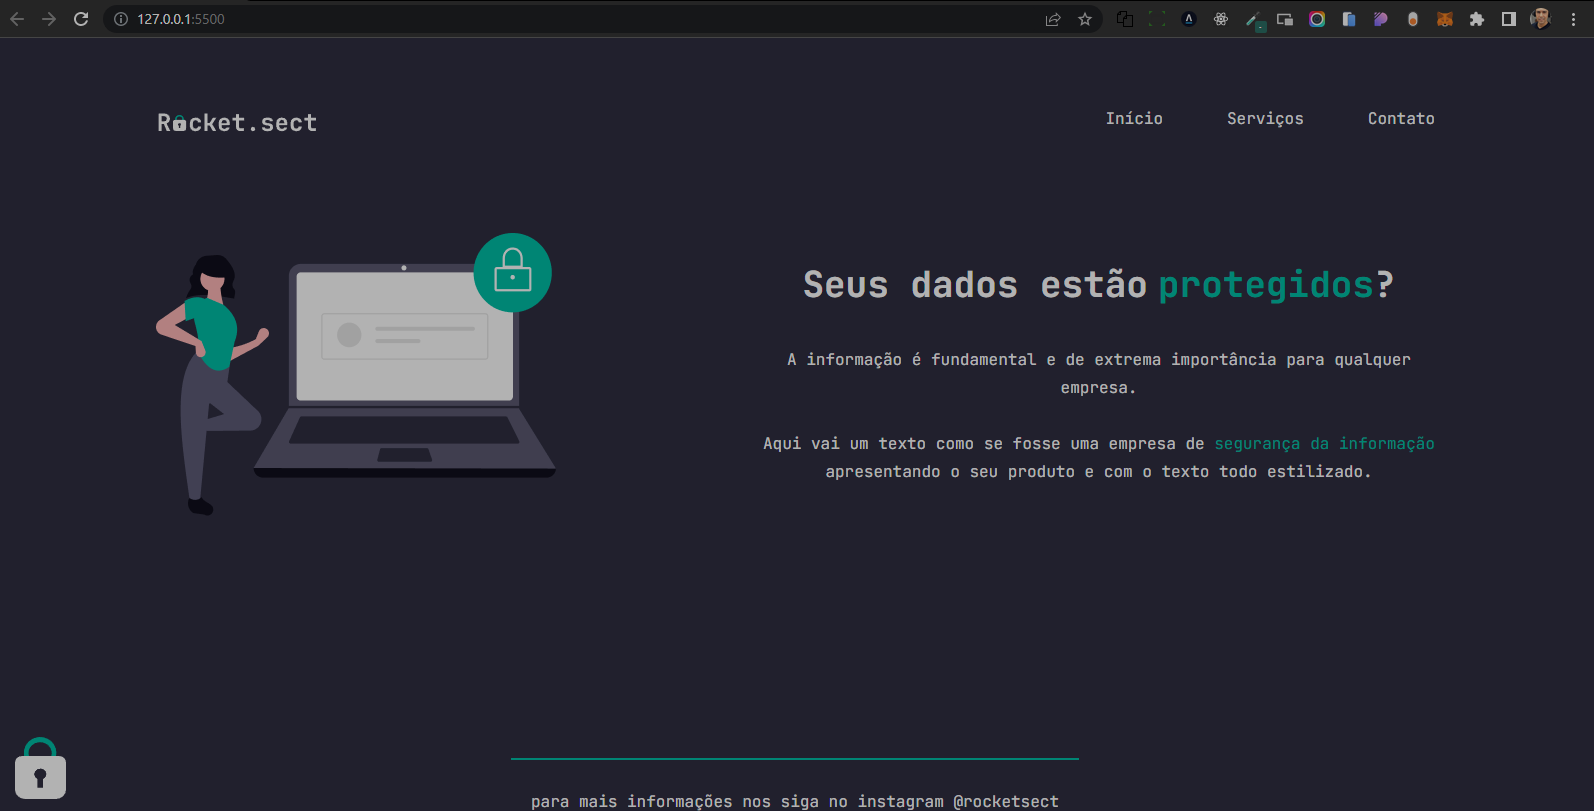 127.0.0.1:5500
Rocket.sect
Início Serviços Contato
Seus dados estão protegidos?
A informação é fundamental e de extrema importância para qualquer
empresa.
Aqui vai um texto como se fosse uma empresa de segurança da informação
apresentando o seu produto e com o texto todo estilizado.
para mais informações nos siga no instagram @rocketsect